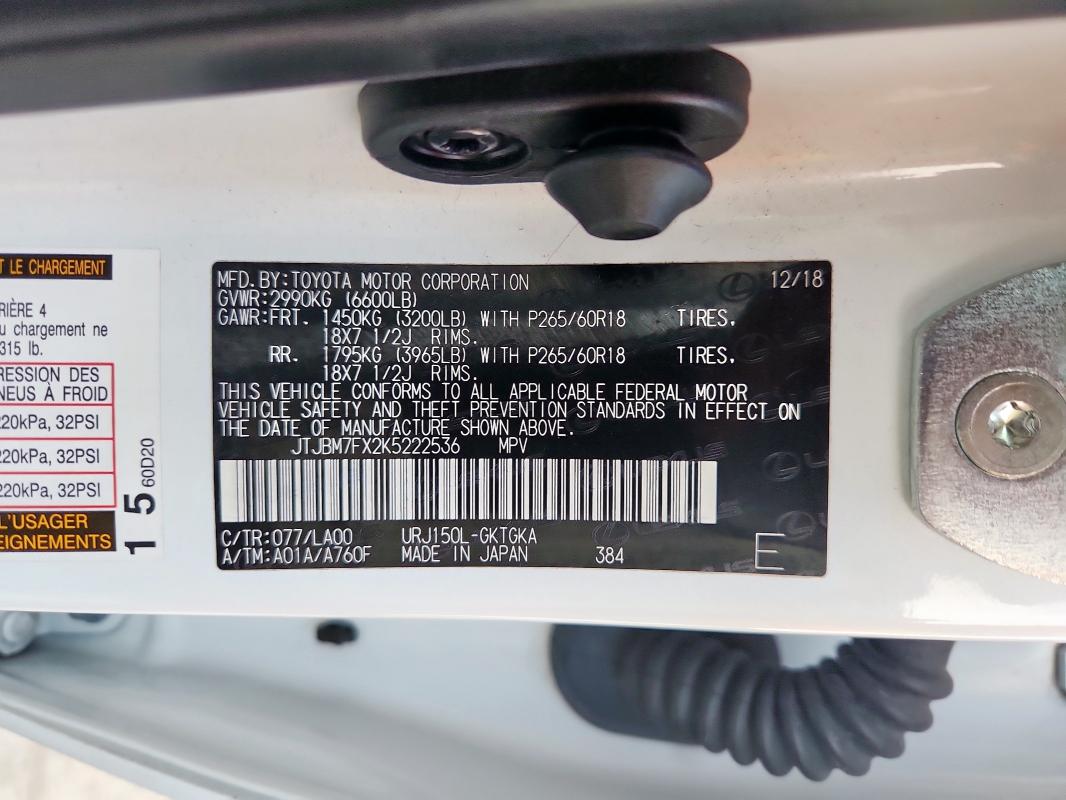 T LE CHARGEMENT
RIÈRE 4
u chargement ne
315 lb.
RESSION DES
NEUS À FROID
220kPa, 32PSI
220kPa, 32PSI
220kPa, 32PSI
L'USAGER
EIGNEMENTS
1 5 60D20
MFD. BY:TOYOTA MOTOR CORPORATION 12/18
GVWR:2990KG (6600LB)
GAWR:FRT. 1450KG (3200LB) WITH P265/60R18 TIRES,
18X7 1/2J RIMS.
RR. 1795KG (3965LB) WITH P265/60R18 TIRES,
18X7 1/2J RIMS.
THIS VEHICLE CONFORMS TO ALL APPLICABLE FEDERAL MOTOR
VEHICLE SAFETY AND THEFT PREVENTION STANDARDS IN EFFECT ON
THE DATE OF MANUFACTURE SHOWN ABOVE.
JTJBM7FX2K5222536 MPV
C/TR:077/LA00 URJ150L-GKTGKA
A/TM:A01A/A760F MADE IN JAPAN 384 E